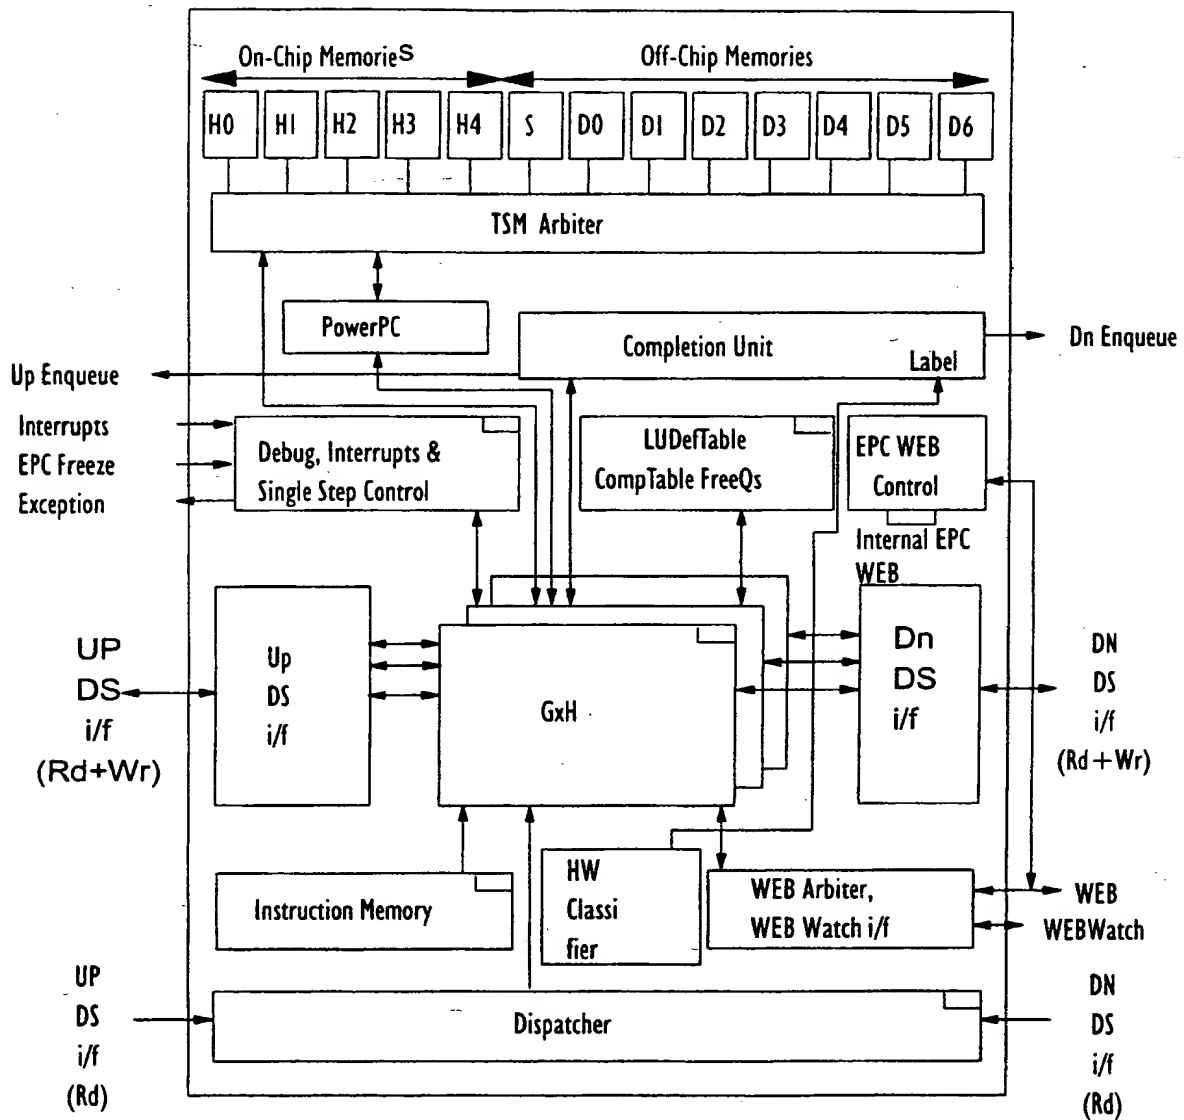 On-Chip Memories
Off-Chip Memories
H0 H1 H2 H3 H4 S D0 D1 D2 D3 D4 D5 D6
TSM Arbiter
PowerPC
Completion Unit
Label
Dn Enqueue
Up Enqueue
Interrupts
EPC Freeze
Exception
Debug, Interrupts &
Single Step Control
LUDefTable
CompTable FreeQs
EPC WEB
Control
Internal EPC
WEB
UP
DS
i/f
(Rd+Wr)
Up
DS
i/f
GxH
Dn
DS
i/f
DN
DS
i/f
(Rd+Wr)
Instruction Memory
HW
Classi
fier
WEB Arbiter,
WEB Watch i/f
WEB
WEBWatch
UP
DS
i/f
(Rd)
Dispatcher
DN
DS
i/f
(Rd)